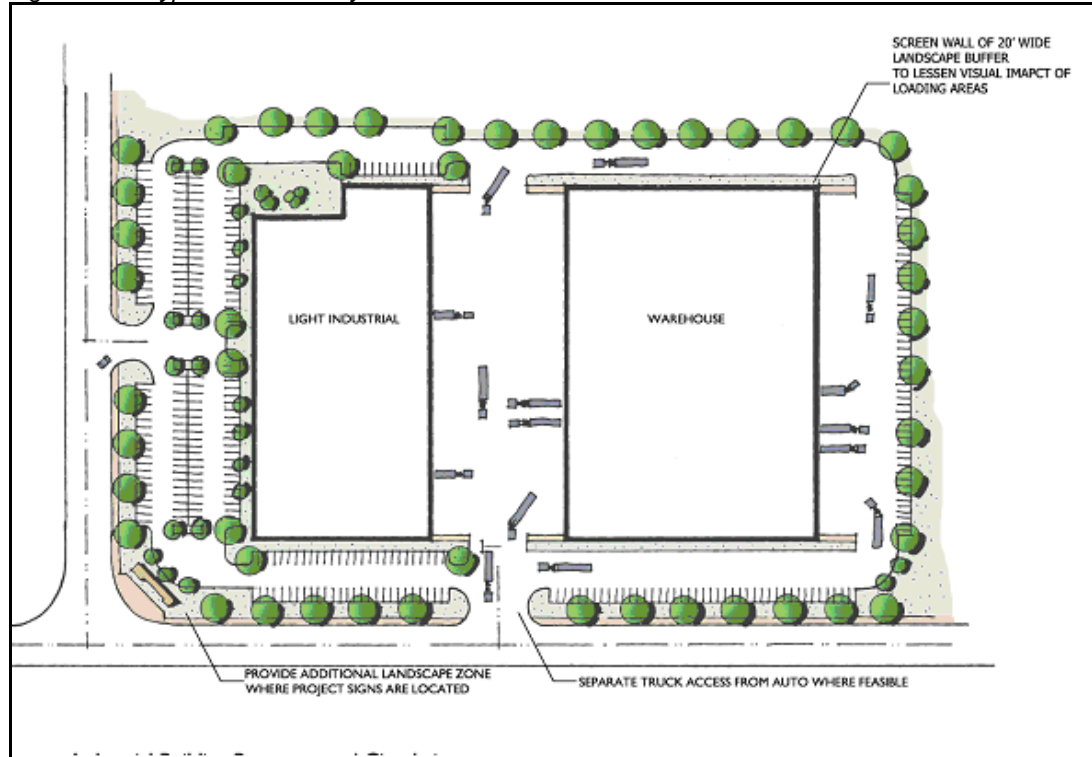 SCREEN WALL OF 20' WIDE
LANDSCAPE BUFFER
TO LESSEN VISUAL IMAPCT OF
LOADING AREAS
LIGHT INDUSTRIAL
WAREHOUSE
PROVIDE ADDITIONAL LANDSCAPE ZONE
WHERE PROJECT SIGNS ARE LOCATED
SEPARATE TRUCK ACCESS FROM AUTO WHERE FEASIBLE